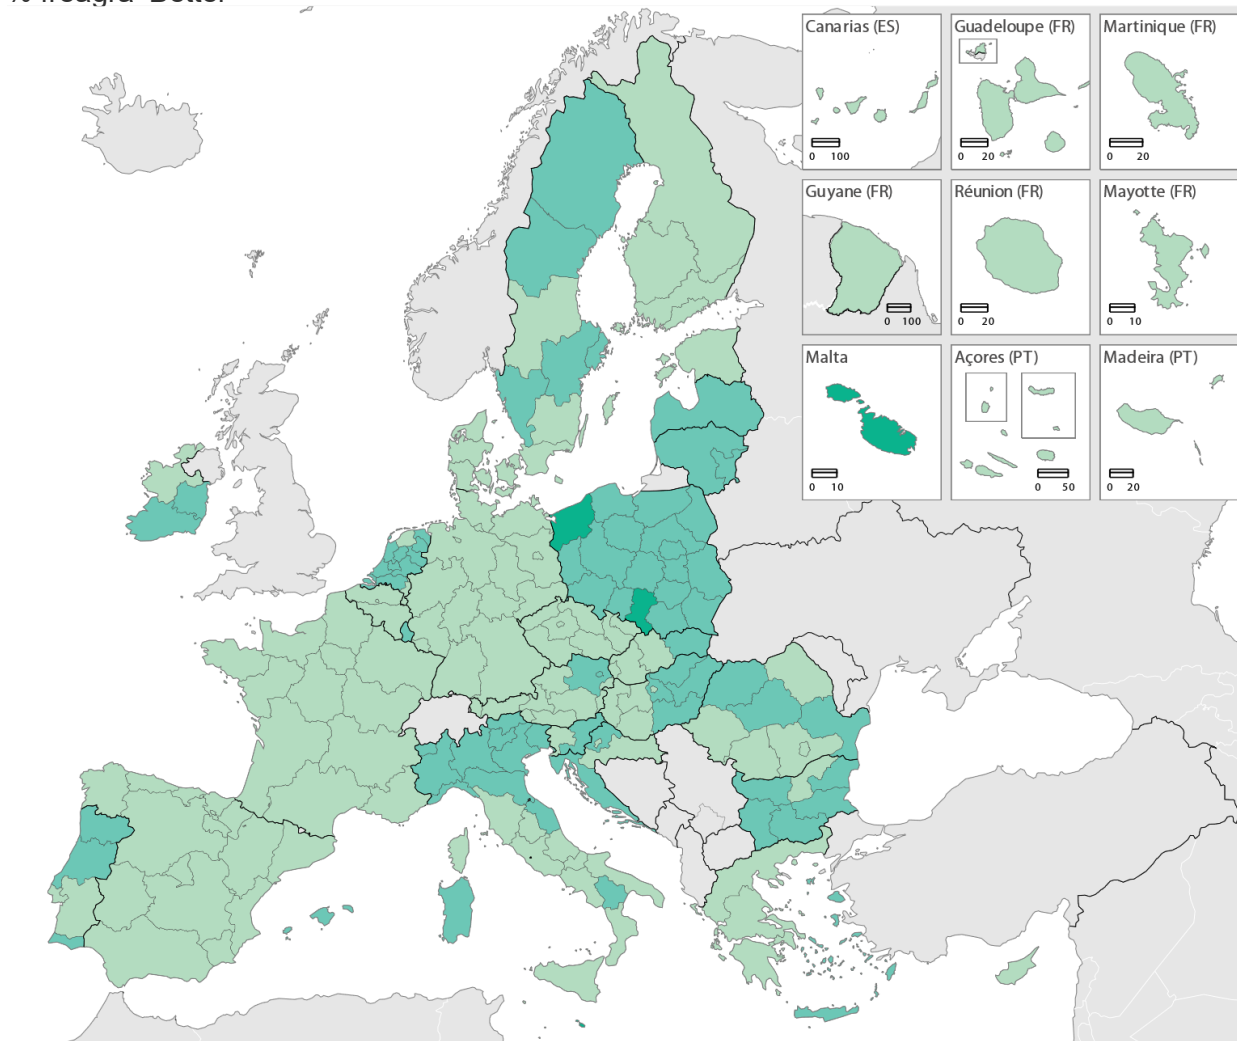 Canarias (ES)
0 100
Guadeloupe (FR)
0 20
Martinique (FR)
0 20
Guyane (FR)
0 100
Réunion (FR)
0 20
Mayotte (FR)
0 10
Malta
0 10
Açores (PT)
0 50
Madeira (PT)
0 20